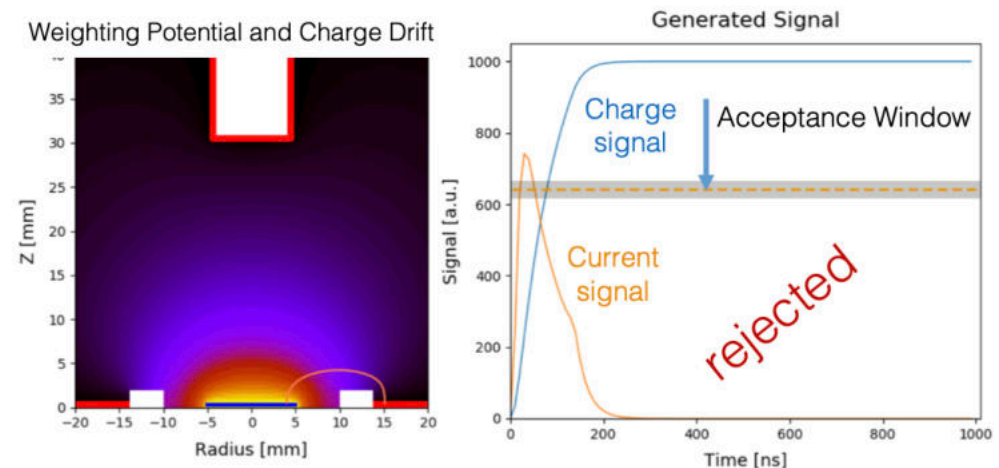 Weighting Potential and Charge Drift
Z [mm]
30
25
20
15
10
5
0
−20 −15 −10 −5 0 5 10 15 20
Radius [mm]
Generated Signal
Signal [a.u.]
1000
800
600
400
200
0
Charge
signal
Acceptance Window
Current
signal
rejected
0 200 400 600 800 1000
Time [ns]